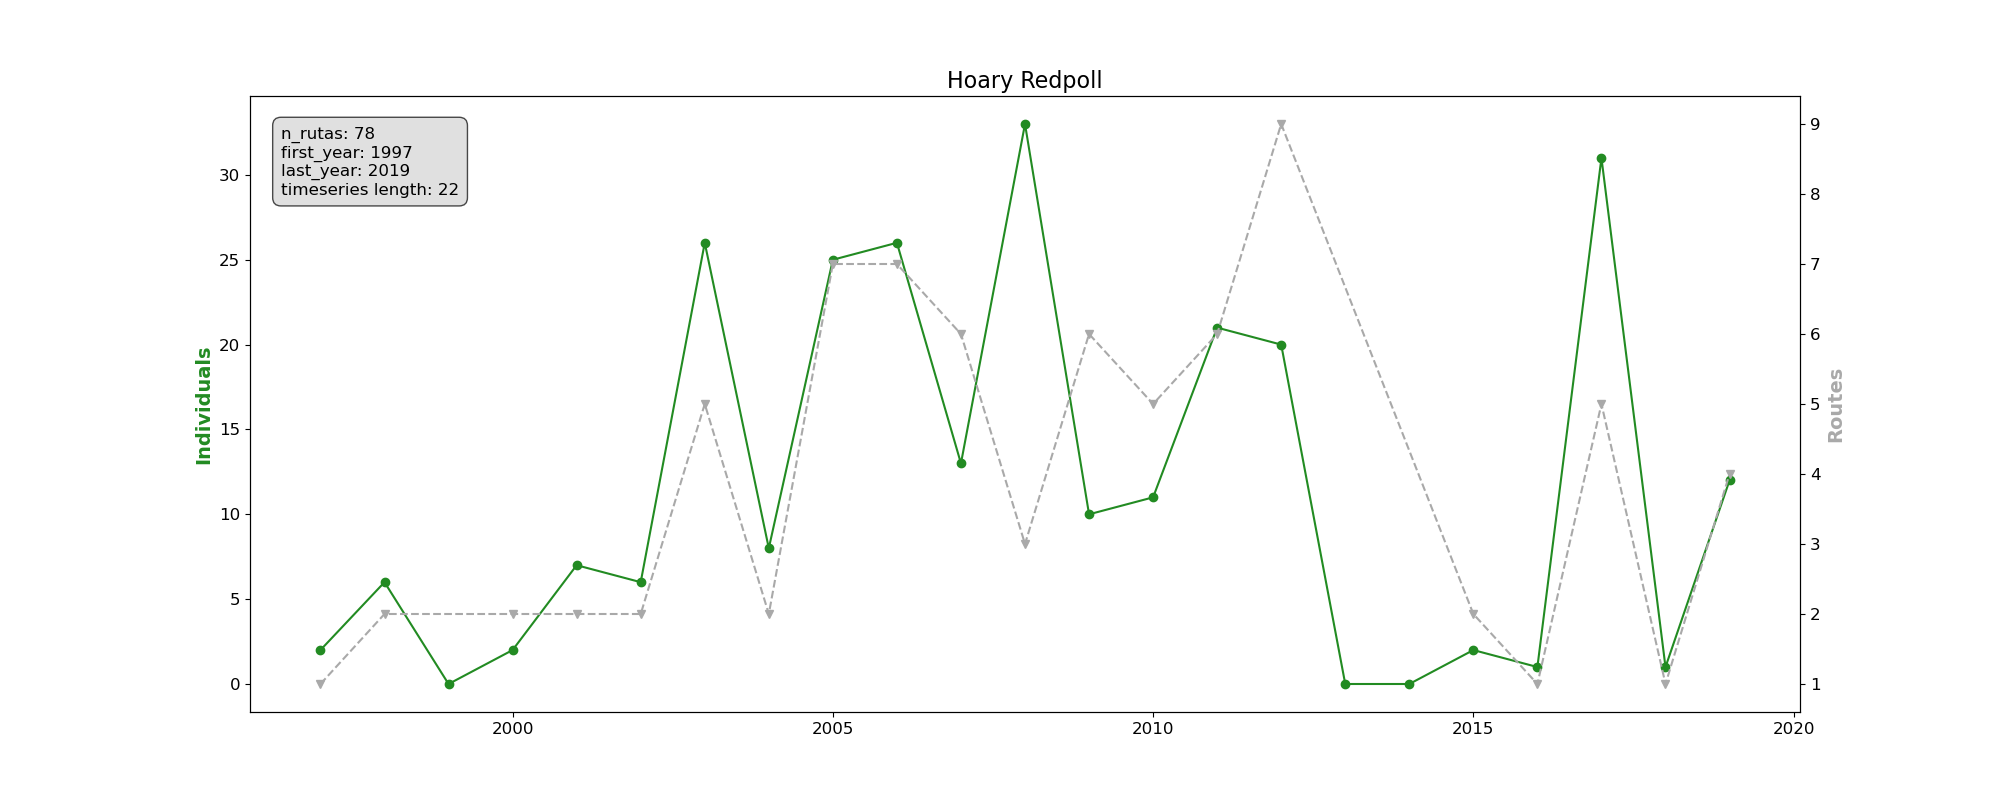 Hoary Redpoll
n_rutas: 78
first_year: 1997
last_year: 2019
timeseries length: 22
Individuals
30
25
20
15
10
5
0
9
8
7
6
5
4
3
2
1
Routes
2000 2005 2010 2015 2020